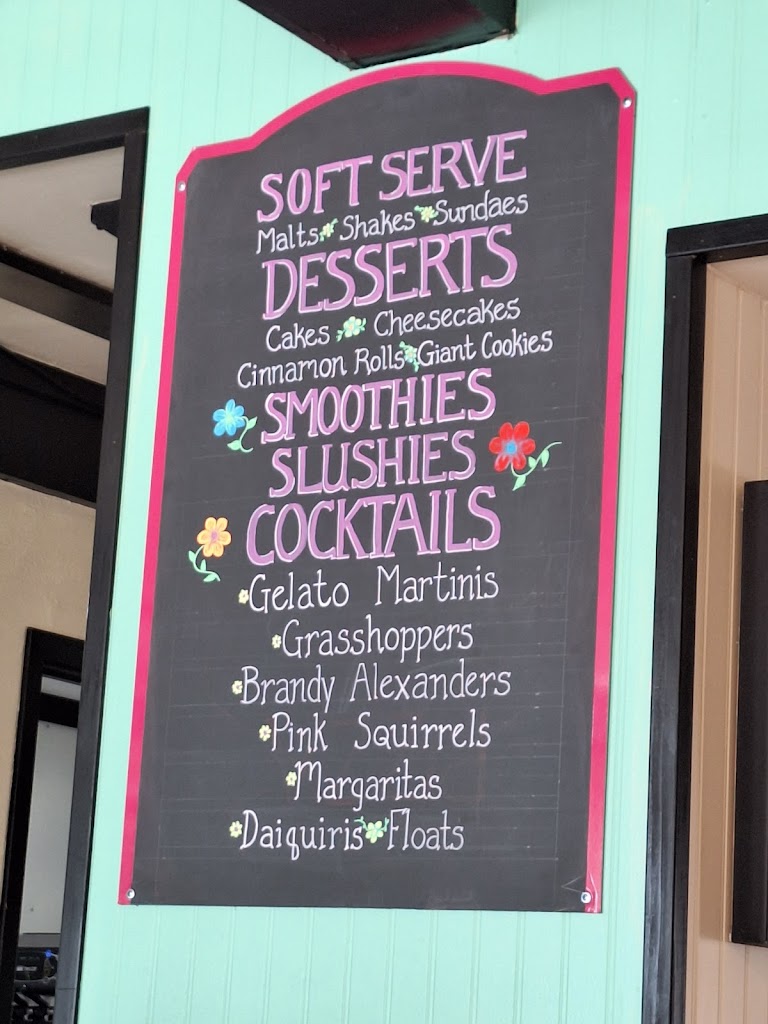 SOFT SERVE
Malts Shakes Sundaes
DESSERTS
Cakes Cheesecakes
Cinnamon Rolls Giant Cookies
SMOOTHIES
SLUSHIES
COCKTAILS
Gelato Martinis
Grasshoppers
Brandy Alexanders
Pink Squirrels
Margaritas
Daiquiris Floats